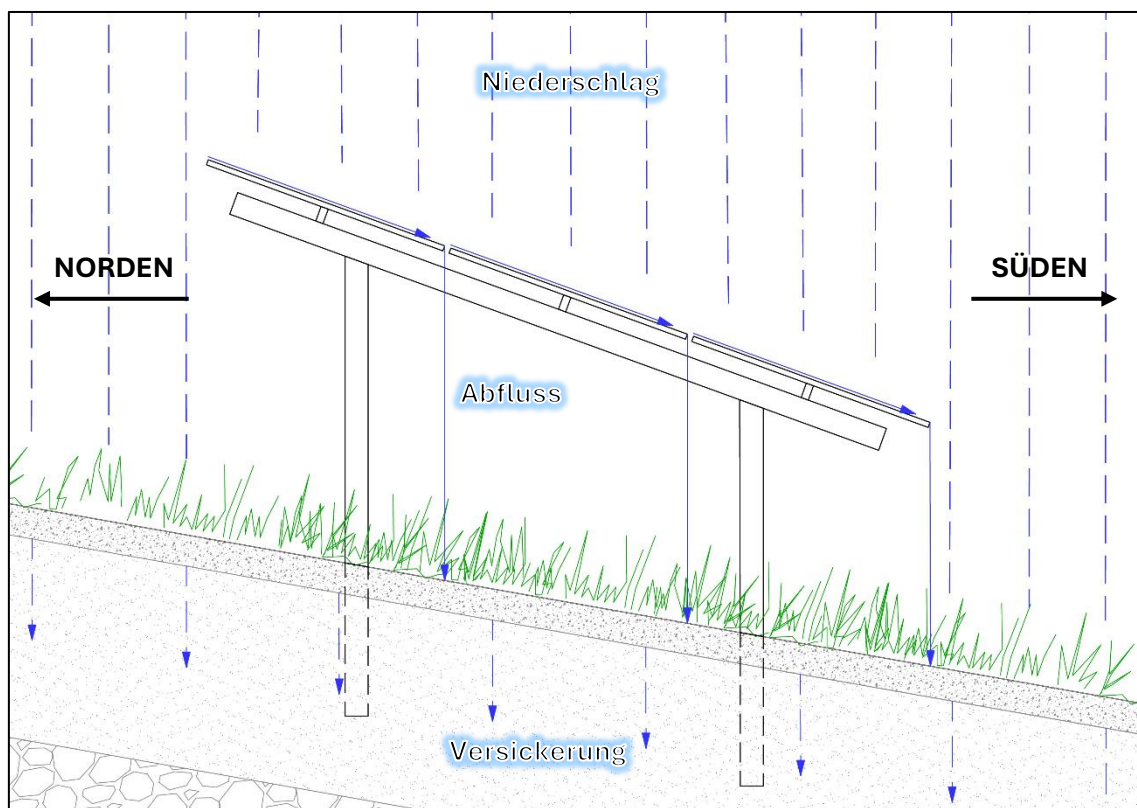 Niederschlag
NORDEN
SÜDEN
Abfluss
Versickerung